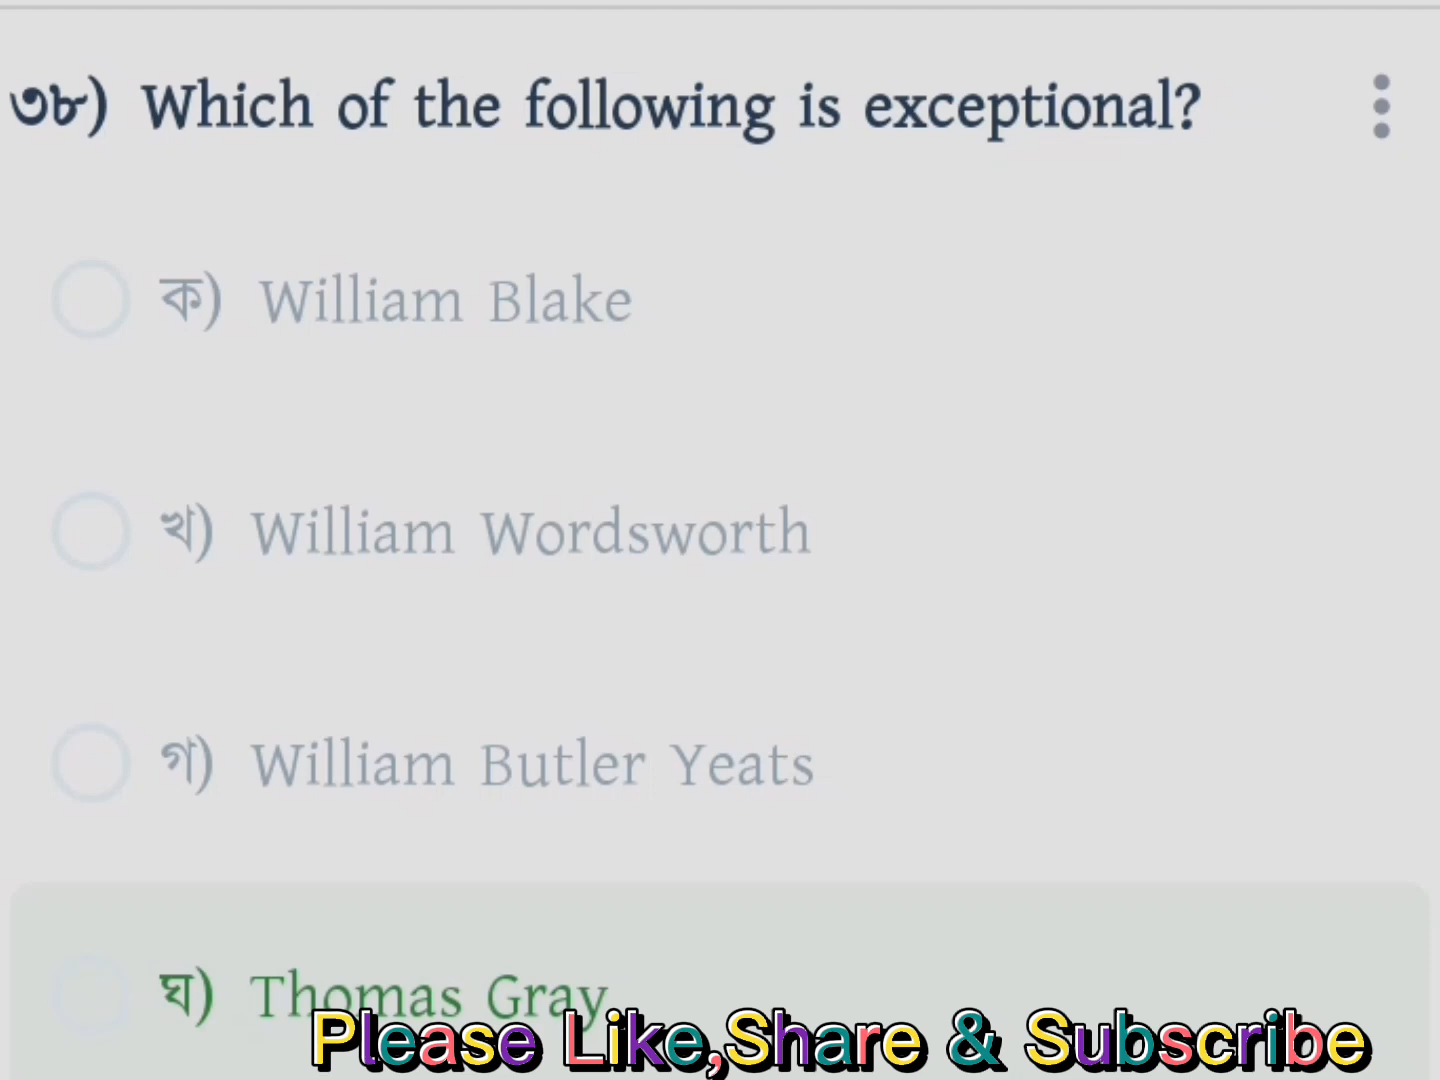 ৩৮) Which of the following is exceptional?
ক) William Blake
খ) William Wordsworth
গ) William Butler Yeats
ঘ) Thomas Gray
Please Like,Share & Subscribe